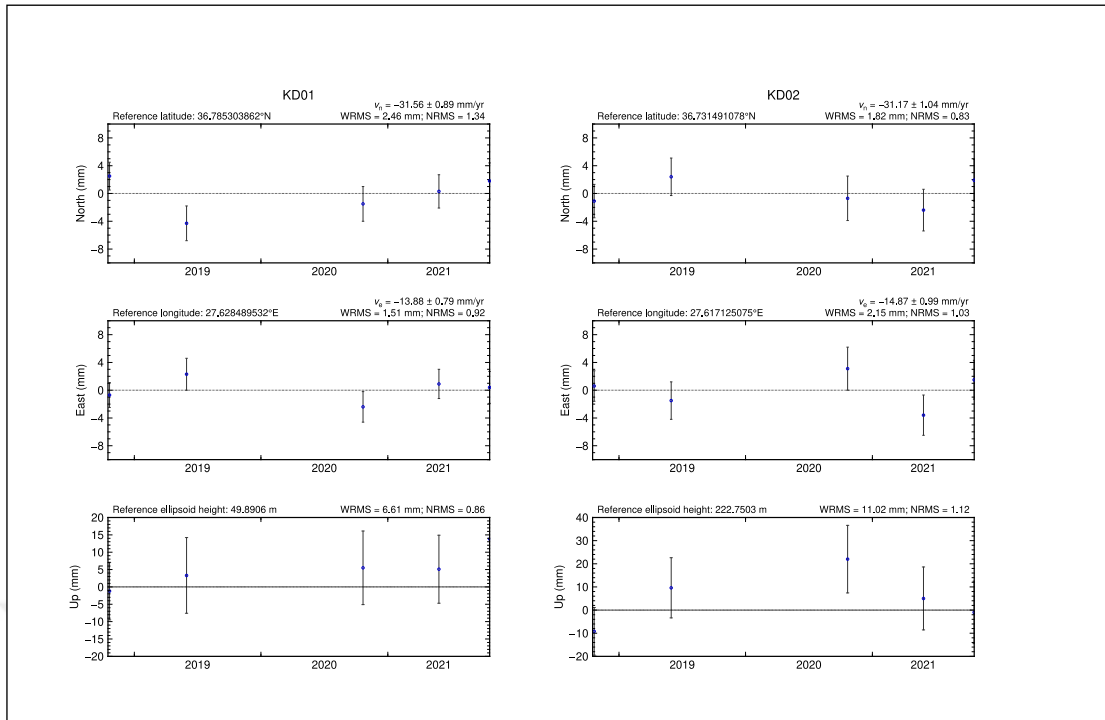 KD01
vn = −31.56 ± 0.89 mm/yr
Reference latitude: 36.785303862°N WRMS = 2.46 mm; NRMS = 1.34
8
4
0
−4
−8
North (mm)
2019 2020 2021
ve = −13.88 ± 0.79 mm/yr
Reference longitude: 27.628489532°E WRMS = 1.51 mm; NRMS = 0.92
8
4
0
−4
−8
East (mm)
2019 2020 2021
Reference ellipsoid height: 49.8906 m WRMS = 6.61 mm; NRMS = 0.86
20
15
10
5
0
−5
−10
−15
−20
Up (mm)
2019 2020 2021
KD02
vn = −31.17 ± 1.04 mm/yr
Reference latitude: 36.731491078°N WRMS = 1.82 mm; NRMS = 0.83
8
4
0
−4
−8
North (mm)
2019 2020 2021
ve = −14.87 ± 0.99 mm/yr
Reference longitude: 27.617125075°E WRMS = 2.15 mm; NRMS = 1.03
8
4
0
−4
−8
East (mm)
2019 2020 2021
Reference ellipsoid height: 222.7503 m WRMS = 11.02 mm; NRMS = 1.12
40
30
20
10
0
−10
−20
Up (mm)
2019 2020 2021